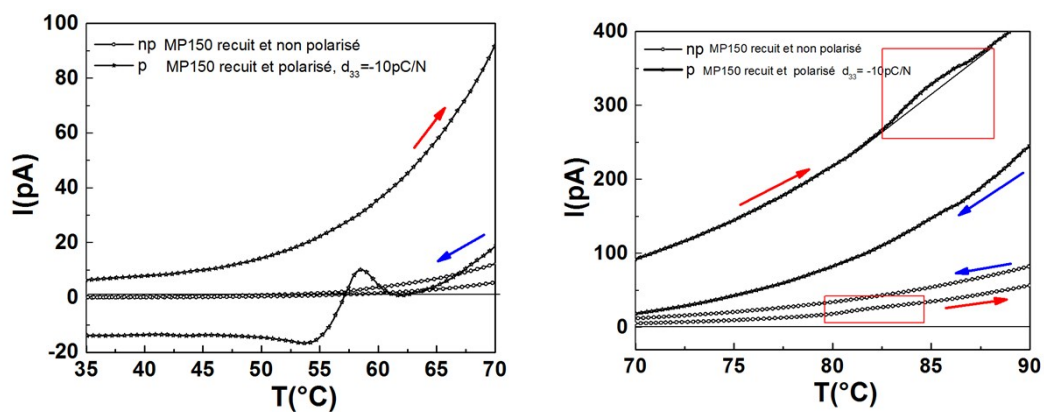 100
80
60
40
20
0
-20
I(pA)
np MP150 recuit et non polarisé
p MP150 recuit et polarisé, d33=-10pC/N
35 40 45 50 55 60 65 70
T(°C)
400
300
200
100
0
I(pA)
np MP150 recuit et non polarisé
p MP150 recuit et polarisé d33= -10pC/N
70 75 80 85 90
T(°C)